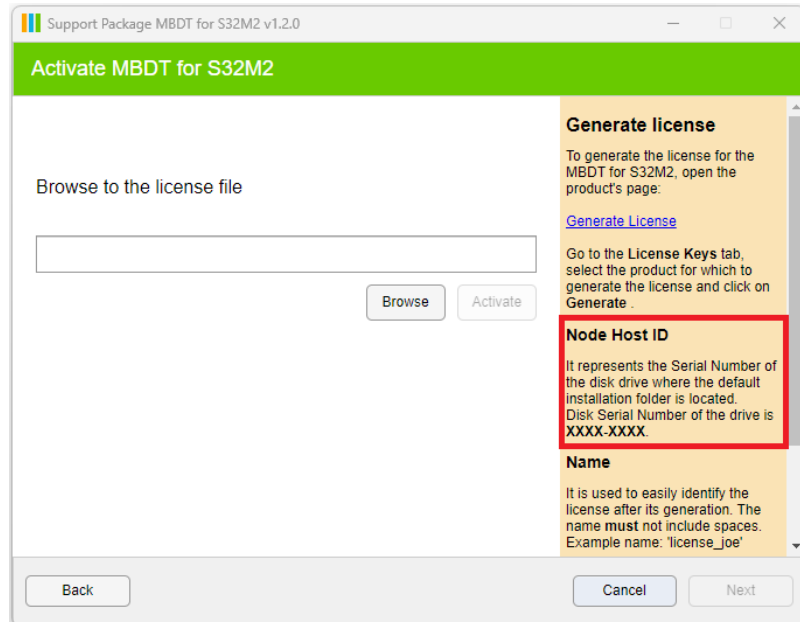 Support Package MBDT for S32M2 v1.2.0
Activate MBDT for S32M2
Browse to the license file
Browse
Activate
Generate license
To generate the license for the
MBDT for S32M2, open the
product's page:
Generate License
Go to the License Keys tab,
select the product for which to
generate the license and click on
Generate .
Node Host ID
It represents the Serial Number of
the disk drive where the default
installation folder is located.
Disk Serial Number of the drive is
XXXX-XXXX.
Name
It is used to easily identify the
license after its generation. The
name must not include spaces.
Example name: 'license_joe'
Back
Cancel
Next